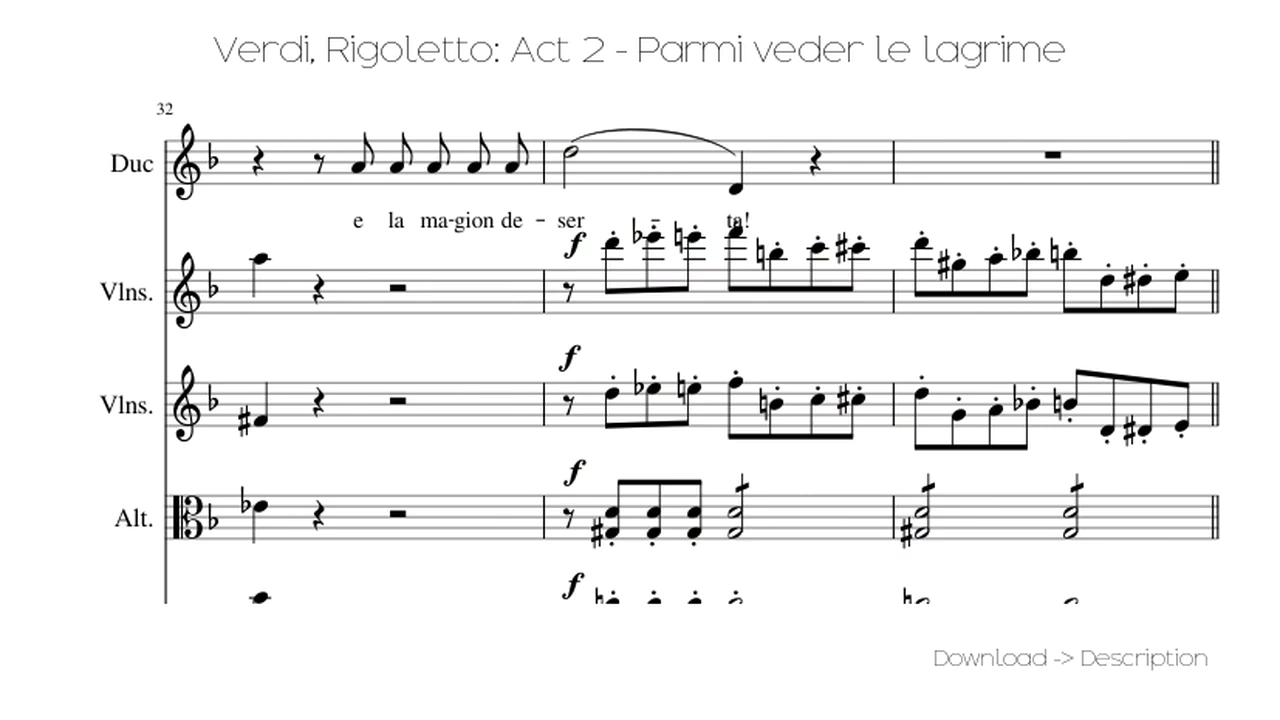 Verdi, Rigoletto: Act 2 - Parmi veder le lagrime
32
Duc
e la ma-gion de - ser - ta!
f
Vlns.
f
Vlns.
f
Alt.
f
Download -> Description